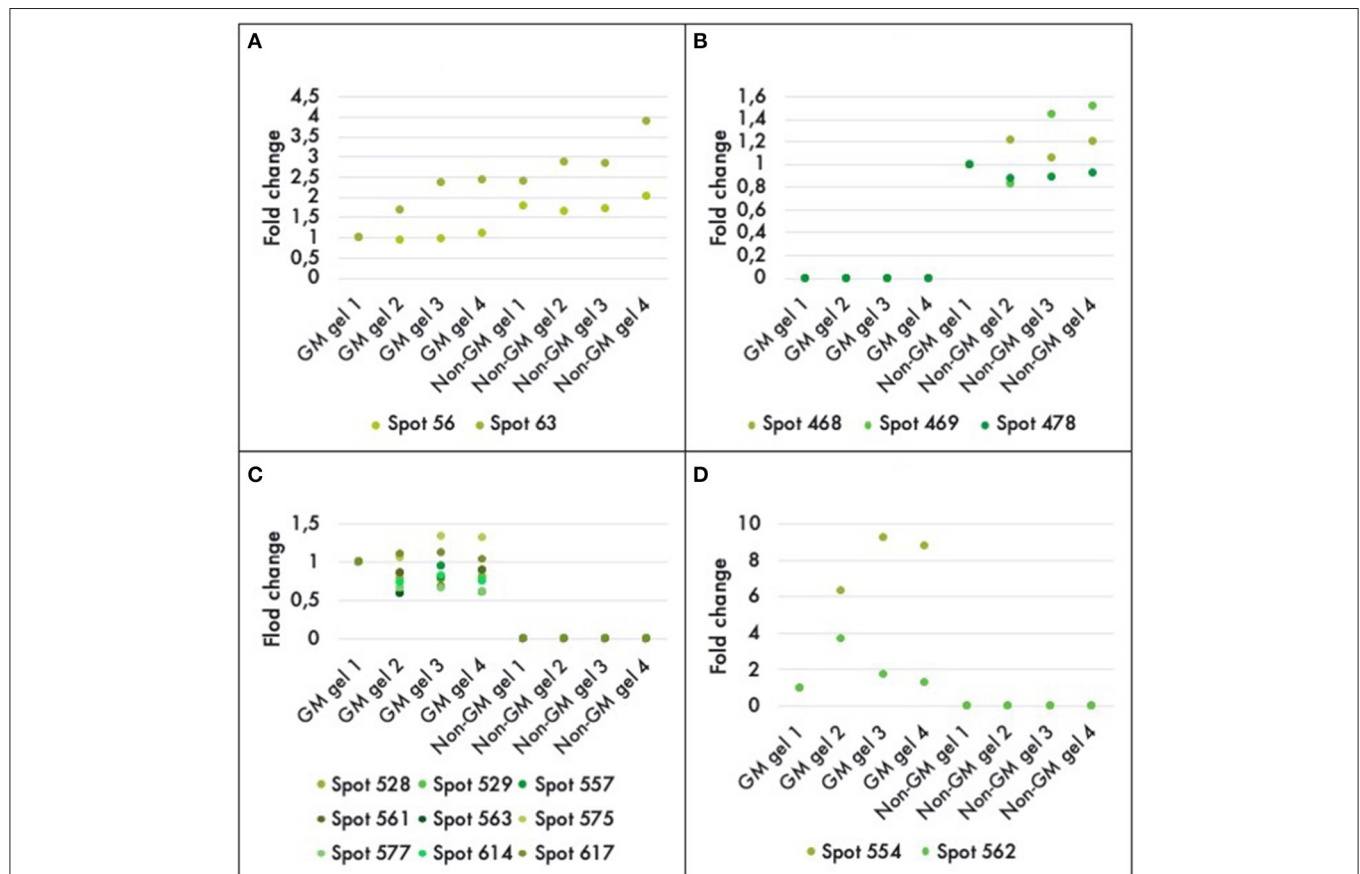 A
Fold change
4,5
4
3,5
3
2,5
2
1,5
1
0,5
0
GM gel 1
GM gel 2
GM gel 3
GM gel 4
Non-GM gel 1
Non-GM gel 2
Non-GM gel 3
Non-GM gel 4
Spot 56 Spot 63
B
Fold change
1,6
1,4
1,2
1
0,8
0,6
0,4
0,2
0
GM gel 1
GM gel 2
GM gel 3
GM gel 4
Non-GM gel 1
Non-GM gel 2
Non-GM gel 3
Non-GM gel 4
Spot 468 Spot 469 Spot 478
C
Flod change
1,5
1
0,5
0
GM gel 1
GM gel 2
GM gel 3
GM gel 4
Non-GM gel 1
Non-GM gel 2
Non-GM gel 3
Non-GM gel 4
Spot 528 Spot 529 Spot 557
Spot 561 Spot 563 Spot 575
Spot 577 Spot 614 Spot 617
D
Fold change
10
8
6
4
2
0
GM gel 1
GM gel 2
GM gel 3
GM gel 4
Non-GM gel 1
Non-GM gel 2
Non-GM gel 3
Non-GM gel 4
Spot 554 Spot 562